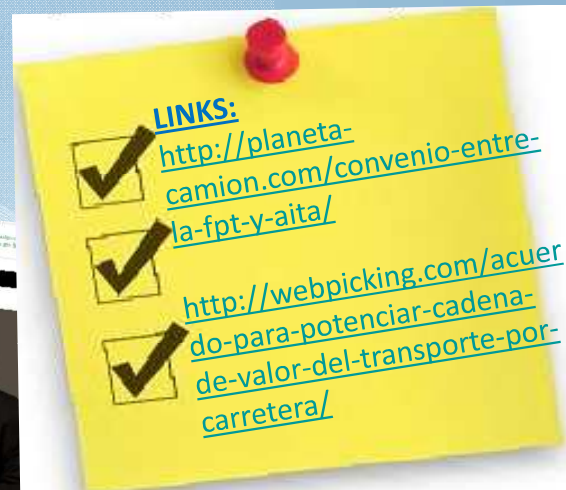 LINKS:
http://planeta-
camion.com/convenio-entre-
la-fpt-y-aita/
http://webpicking.com/acuer
do-para-potenciar-cadena-
de-valor-del-transporte-por-
carretera/